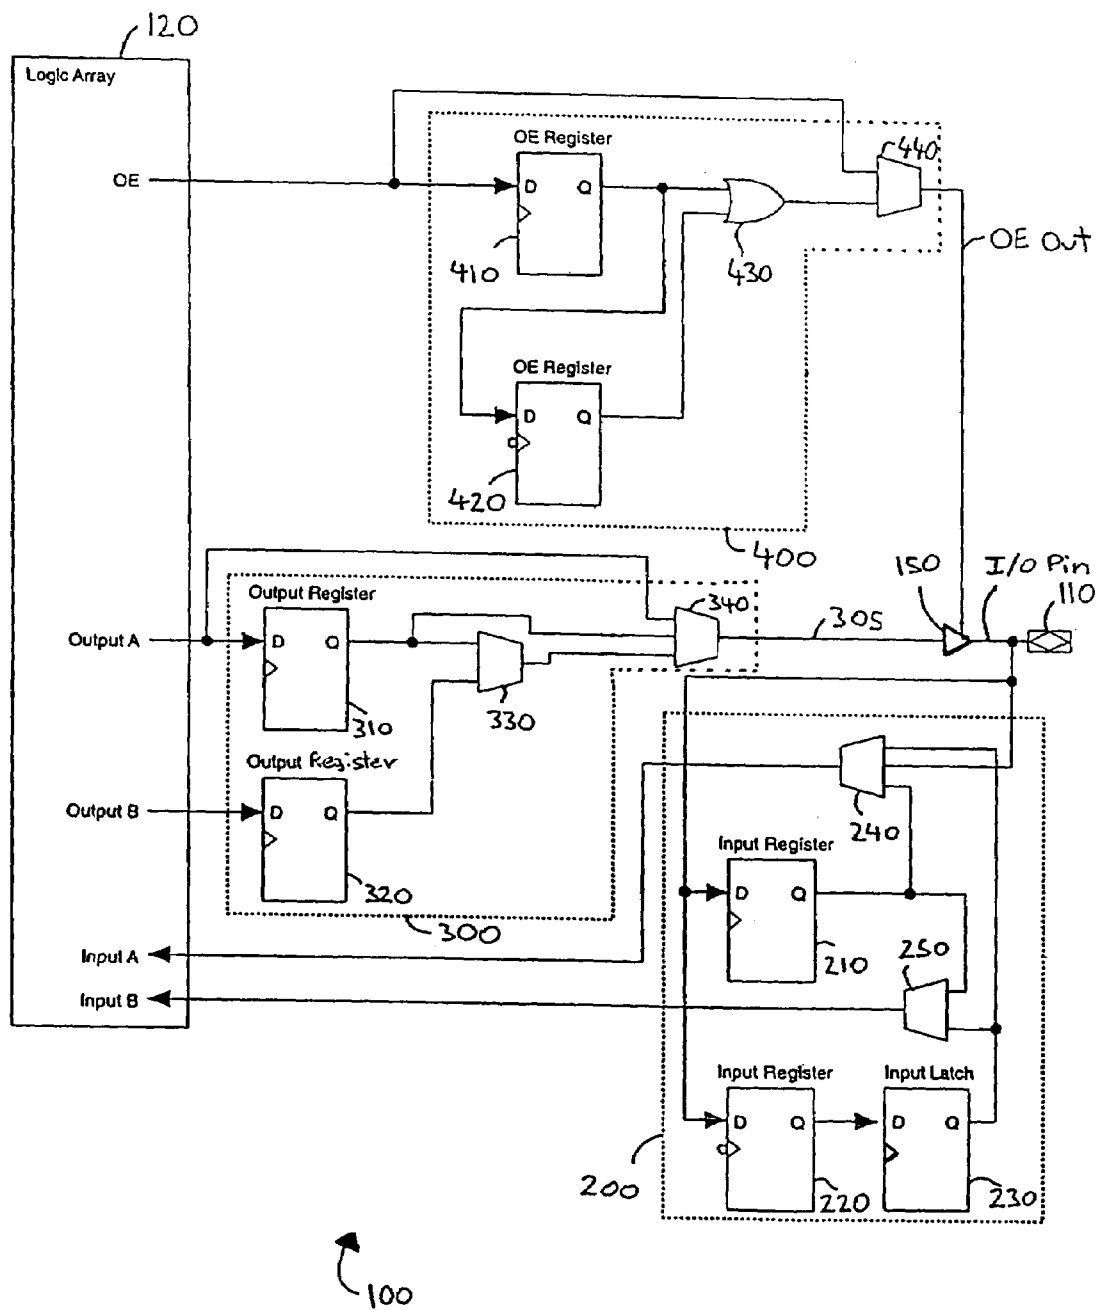 120
Logic Array
OE Register
440
OE
D Q
OE Out
410
430
OE Register
D Q
420
400
150
I/O Pin
110
Output Register
340
Output A
D Q
305
310
330
Output Register
Output B
D Q
240
Input Register
320
D Q
300
250
Input A
210
Input B
Input Register
Input Latch
D Q
D Q
200
220
230
100